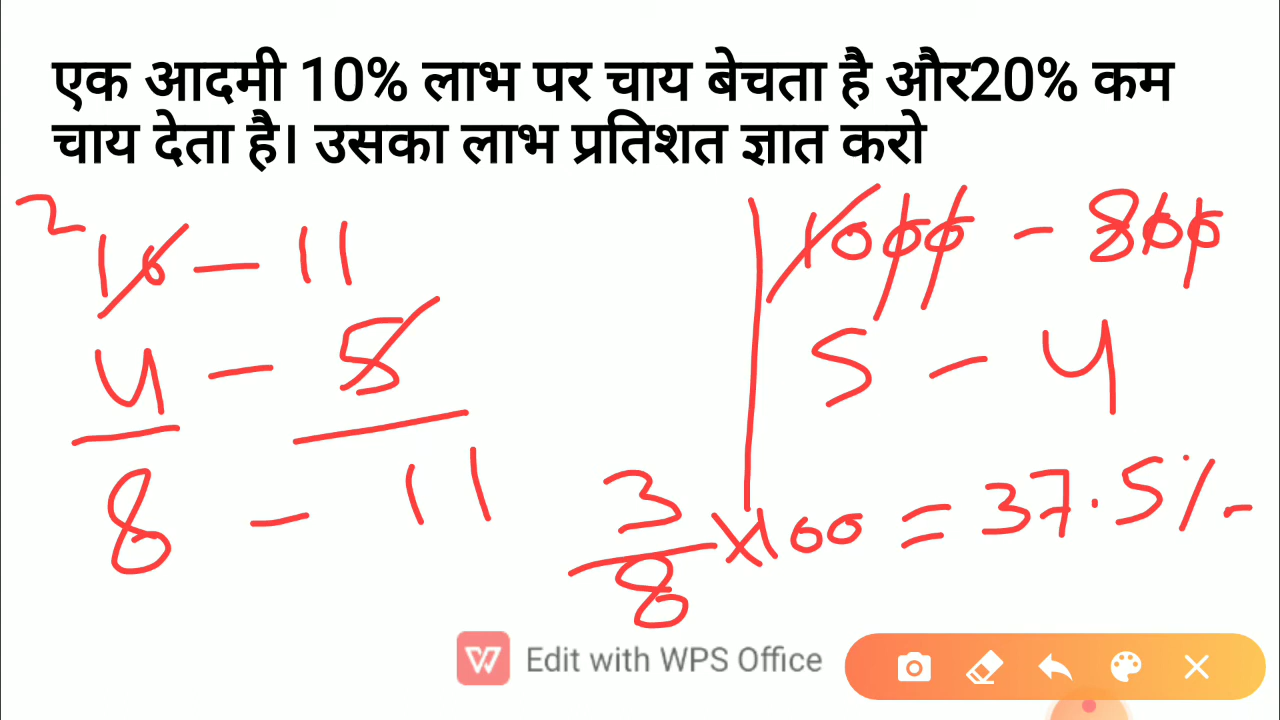 एक आदमी 10% लाभ पर चाय बेचता है और20% कम
चाय देता है। उसका लाभ प्रतिशत ज्ञात करो
2
10 - 11
4 - 5
8 - 11
1000 - 800
5 - 4
3/8 ×100 = 37.5%
Edit with WPS Office